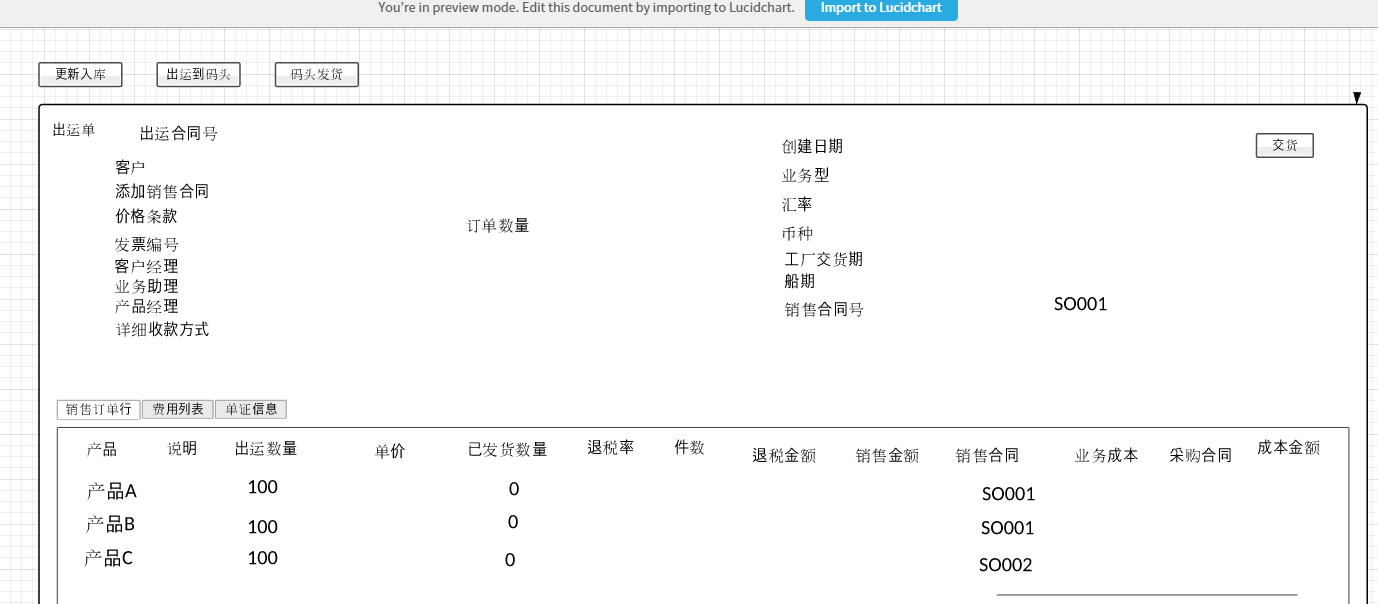 You're in preview mode. Edit this document by importing to Lucidchart. Import to Lucidchart
更新入库 出运到码头 码头发货
出运单 出运合同号
创建日期 交货
客户
业务型
添加销售合同
汇率
价格条款
订单数量
币种
发票编号
工厂交货期
客户经理
船期
业务助理
产品经理
销售合同号 SO001
详细收款方式
销售订单行 费用列表 单证信息
产品 说明 出运数量 单价 已发货数量 退税率 件数 退税金额 销售金额 销售合同 业务成本 采购合同 成本金额
产品A 100 0 SO001
产品B 100 0 SO001
产品C 100 0 SO002